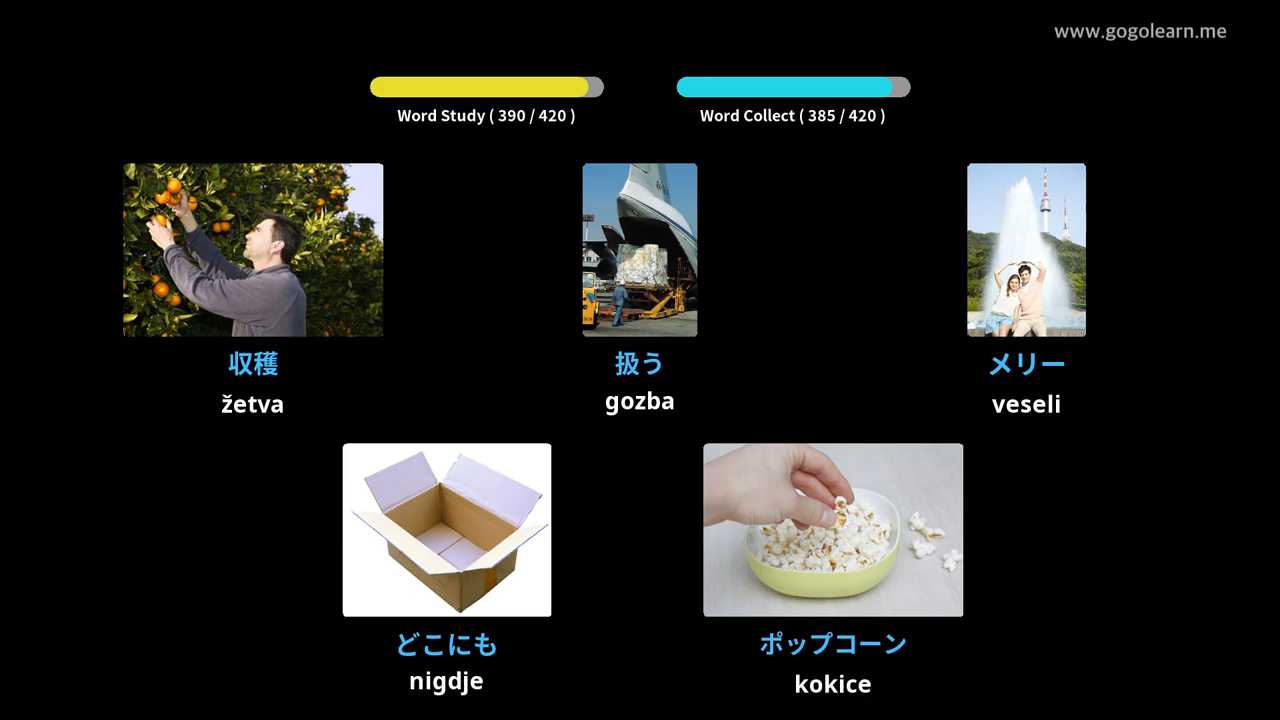 www.gogolearn.me
Word Study ( 390 / 420 )
Word Collect ( 385 / 420 )
収穫
扱う
メリー
žetva
gozba
veseli
どこにも
ポップコーン
nigdje
kokice